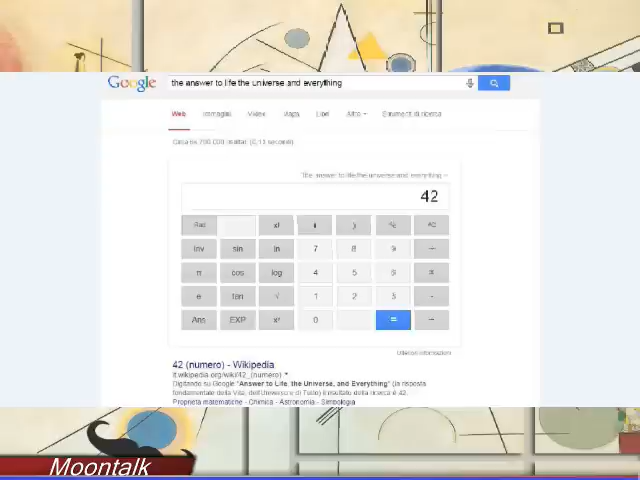 Google the answer to life the universe and everything
Web Immagini Video Maps Libri Altro Strumenti di ricerca
the answer to life the universe and everything =
42
Rad x! ( ) % AC
Inv sin ln 7 8 9 ÷
π cos log 4 5 6 ×
e tan √ 1 2 3 -
Ans EXP 0 = +
Ulteriori informazioni
42 (numero) - Wikipedia
it.wikipedia.org/wiki/42_(numero)
Digitando su Google "Answer to Life, the Universe, and Everything" (la risposta
fondamentale della Vita, dell'Universo e di Tutto) il risultato della ricerca è 42.
Proprietà matematiche - Chimica - Astronomia - Simbologia
Moontalk